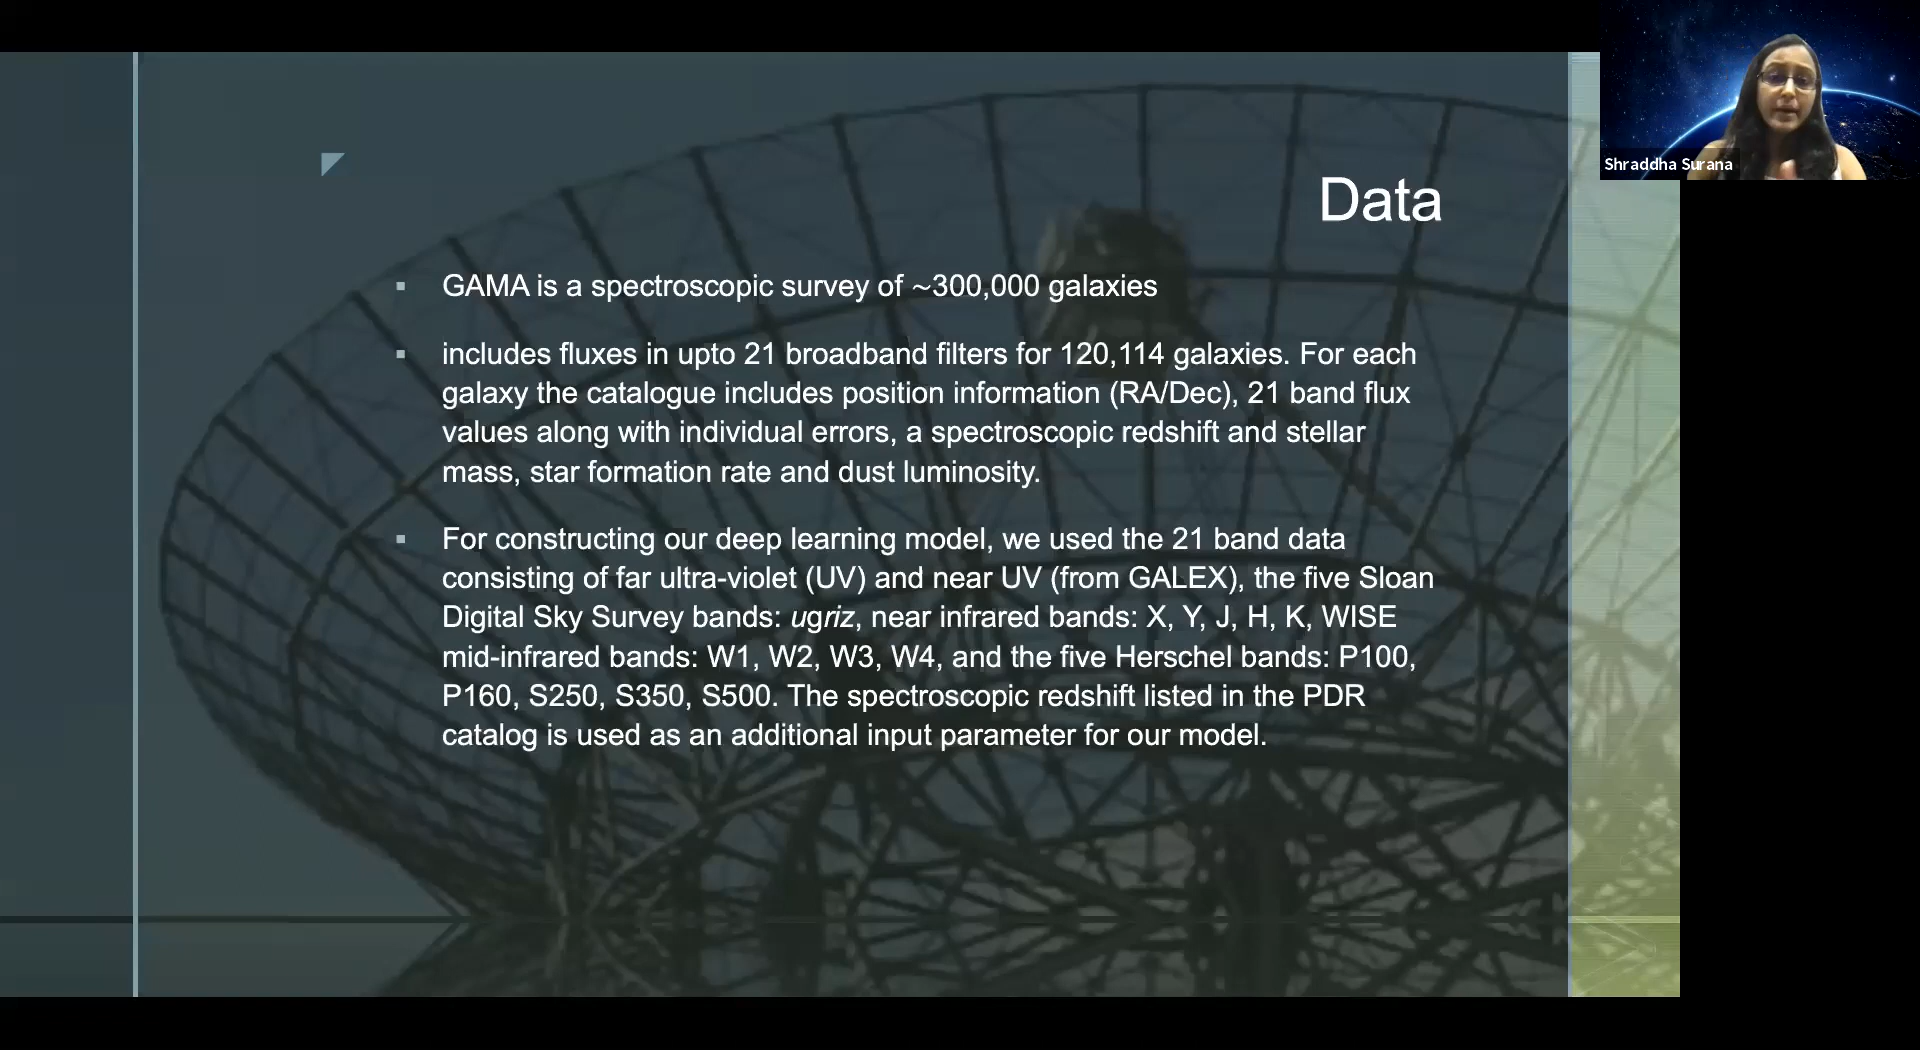 Shraddha Surana
Data
▪ GAMA is a spectroscopic survey of ~300,000 galaxies
▪ includes fluxes in upto 21 broadband filters for 120,114 galaxies. For each
galaxy the catalogue includes position information (RA/Dec), 21 band flux
values along with individual errors, a spectroscopic redshift and stellar
mass, star formation rate and dust luminosity.
▪ For constructing our deep learning model, we used the 21 band data
consisting of far ultra-violet (UV) and near UV (from GALEX), the five Sloan
Digital Sky Survey bands: ugriz, near infrared bands: X, Y, J, H, K, WISE
mid-infrared bands: W1, W2, W3, W4, and the five Herschel bands: P100,
P160, S250, S350, S500. The spectroscopic redshift listed in the PDR
catalog is used as an additional input parameter for our model.